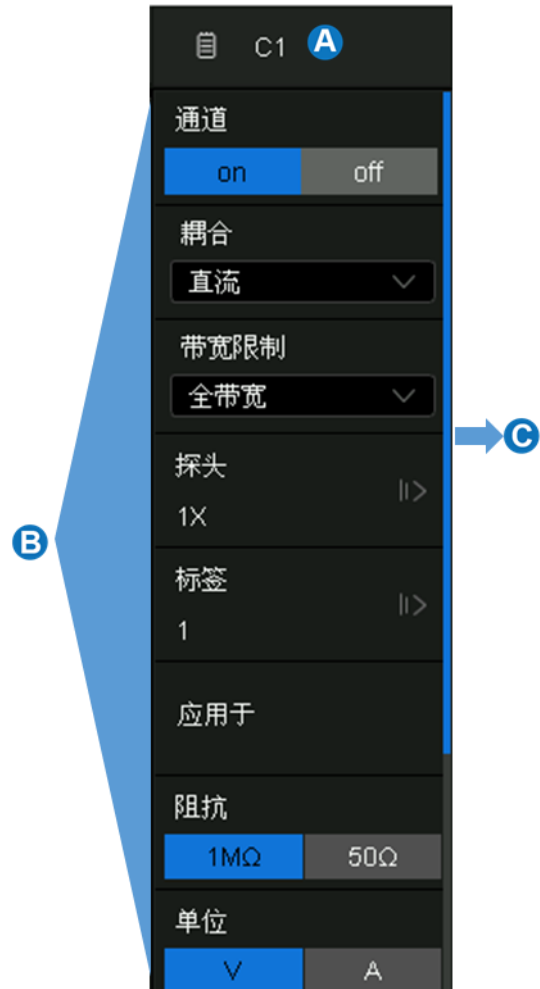 C1 A
通道
on off
耦合
直流
带宽限制
全带宽
探头
1X
C
标签
1
B
应用于
阻抗
1MΩ 50Ω
单位
V A